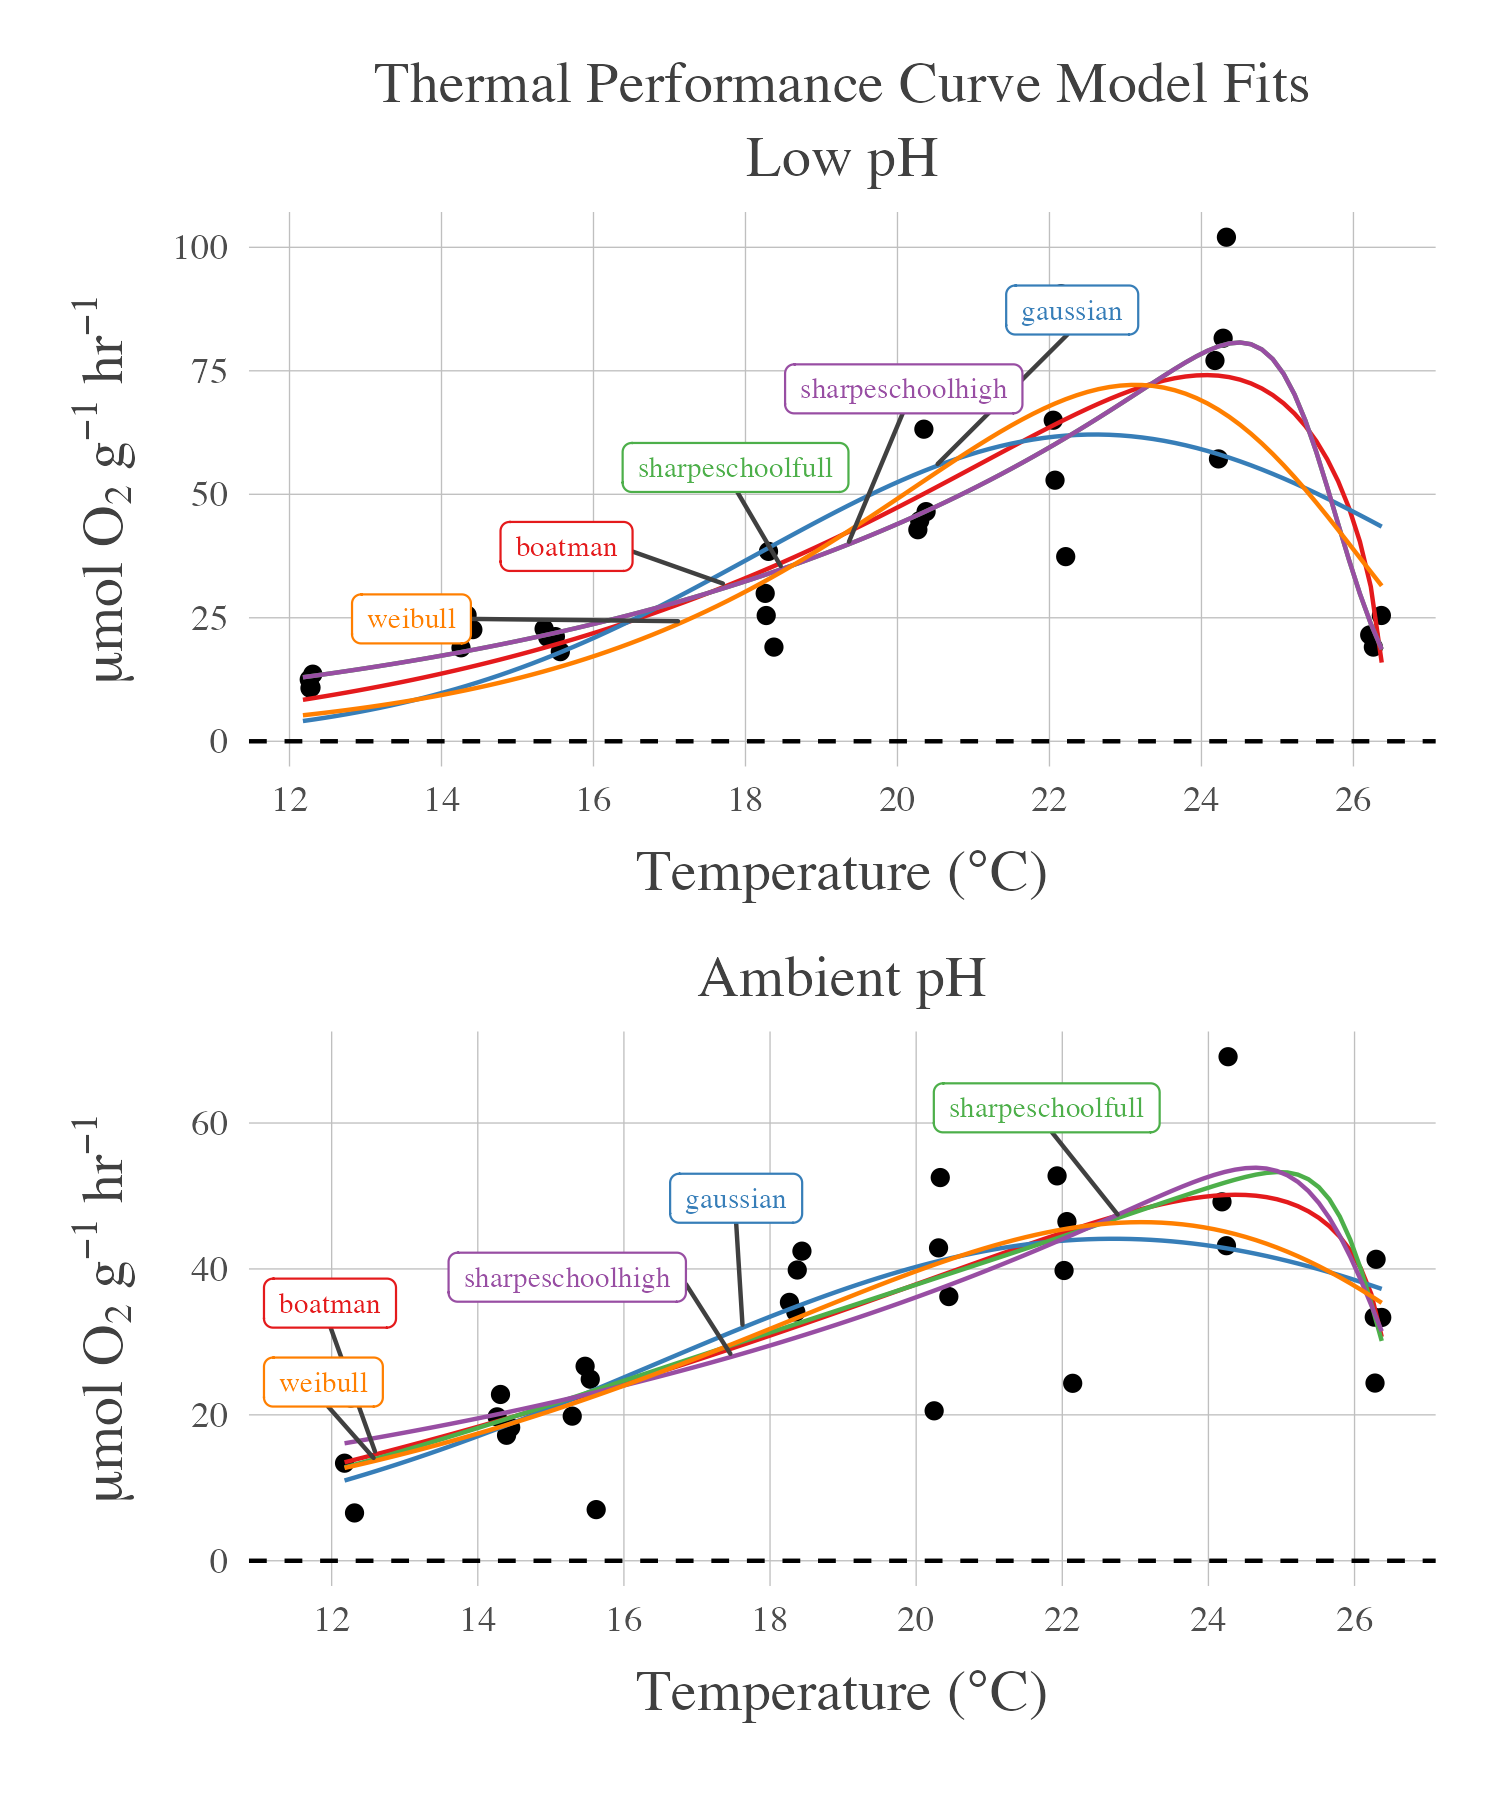 Thermal Performance Curve Model Fits
Low pH
µmol O₂ g⁻¹ hr⁻¹
100
75
50
25
0
gaussian
sharpeschoolhigh
sharpeschoolfull
boatman
weibull
12 14 16 18 20 22 24 26
Temperature (°C)
Ambient pH
µmol O₂ g⁻¹ hr⁻¹
60
40
20
0
sharpeschoolfull
gaussian
sharpeschoolhigh
boatman
weibull
12 14 16 18 20 22 24 26
Temperature (°C)